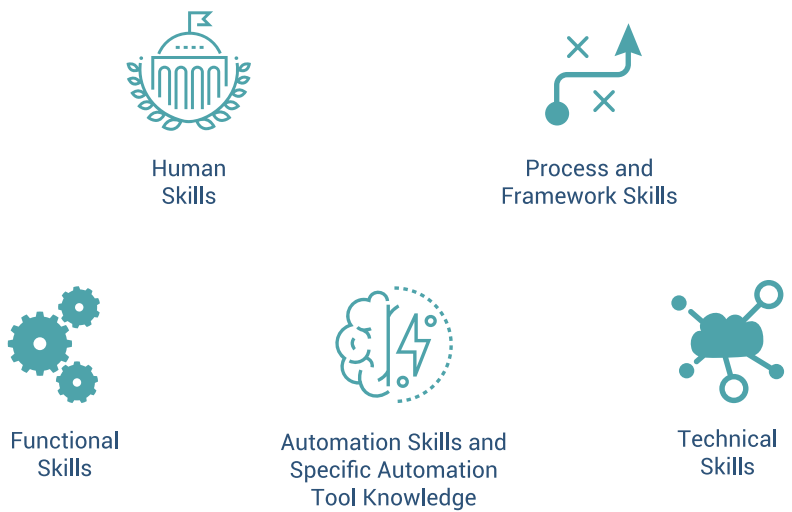 Human
Skills
Process and
Framework Skills
Functional
Skills
Automation Skills and
Specific Automation
Tool Knowledge
Technical
Skills